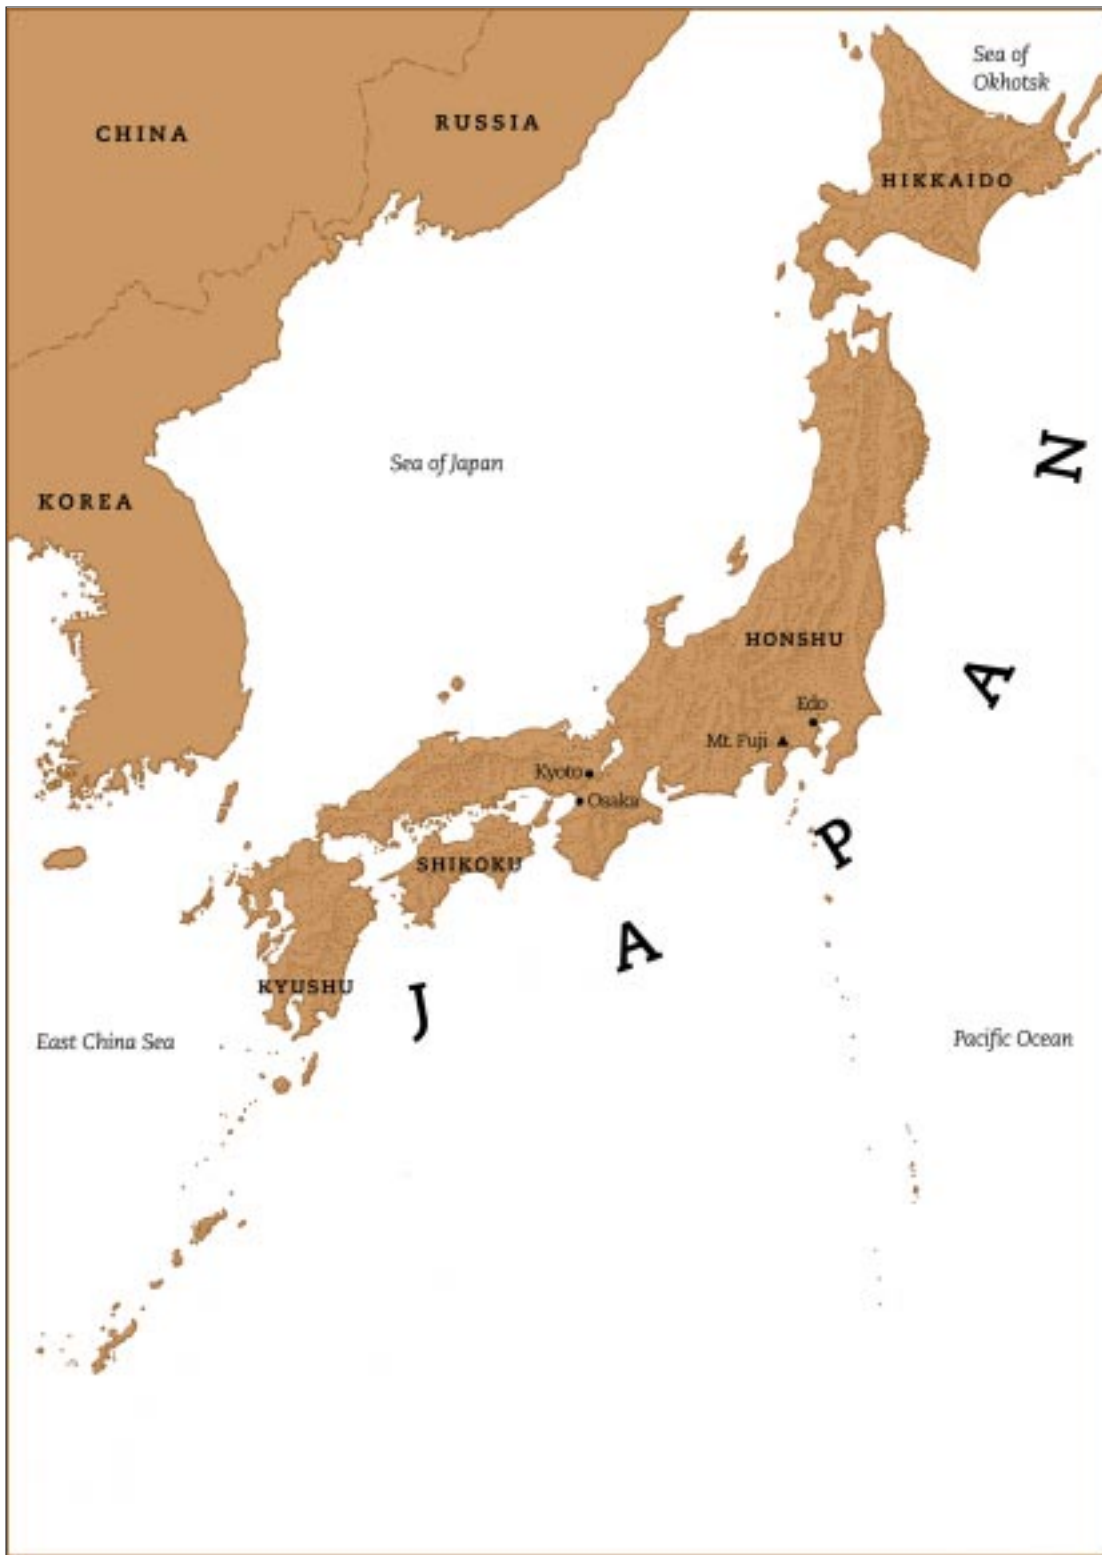 Sea of
Okhotsk
CHINA
RUSSIA
HIKKAIDO
Sea of Japan
KOREA
HONSHU
Edo
Mt. Fuji
Kyoto
Osaka
SHIKOKU
KYUSHU
JAPAN
East China Sea
Pacific Ocean